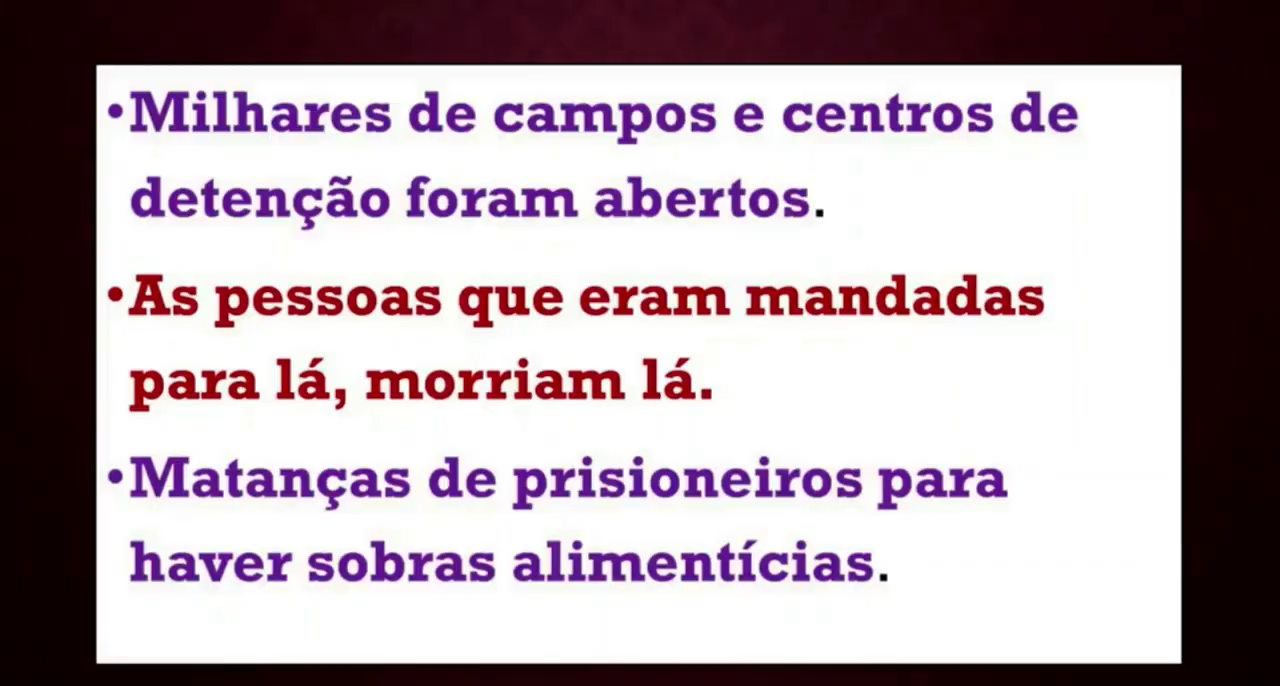 •Milhares de campos e centros de
detenção foram abertos.
•As pessoas que eram mandadas
para lá, morriam lá.
•Matanças de prisioneiros para
haver sobras alimentícias.